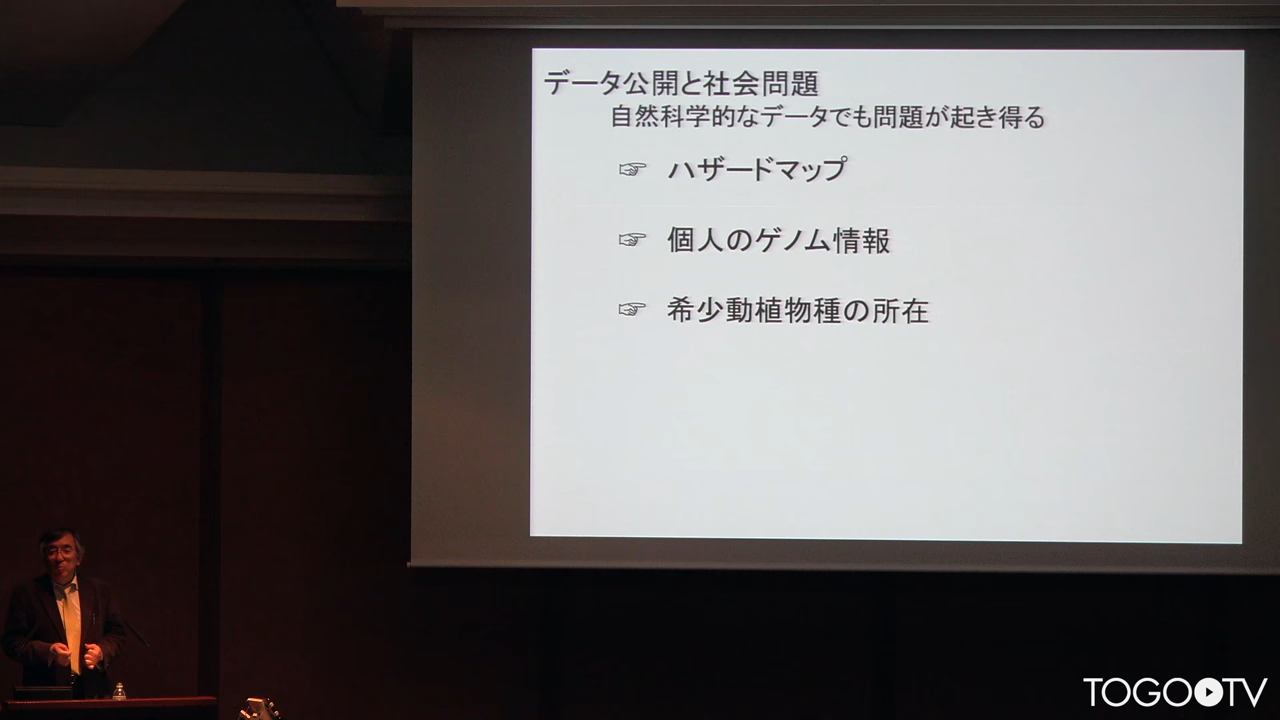 データ公開と社会問題
自然科学的なデータでも問題が起き得る
☞ ハザードマップ
☞ 個人のゲノム情報
☞ 希少動植物種の所在
TOGOTV